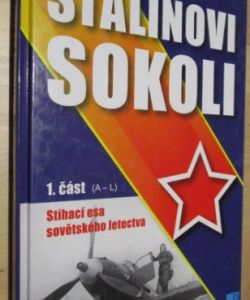 STALINOVI
SOKOLI
1. část (A – L)
Stíhací esa
sovětského letectva